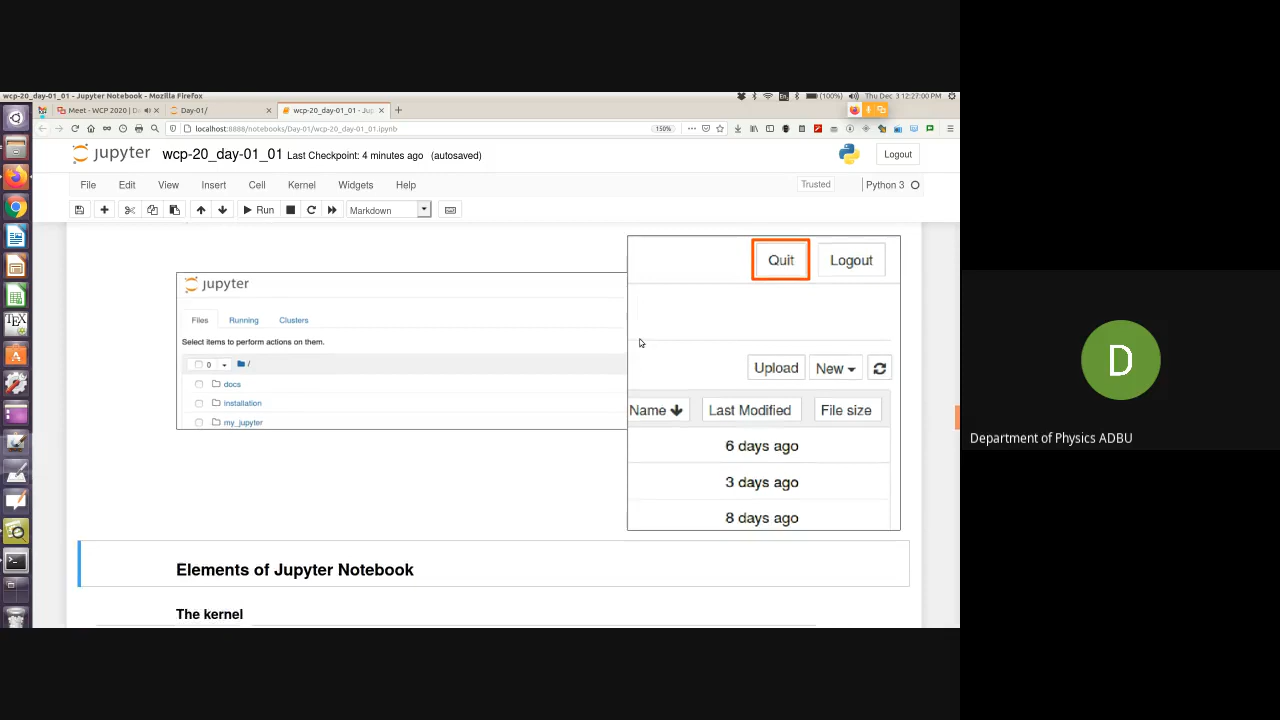 wcp-20_day-01_01 - Jupyter Notebook - Mozilla Firefox
(100%) Thu Dec 3 12:27:00 PM
Meet - WCP 2020 | D
Day-01/
wcp-20_day-01_01 - Jup
localhost:8888/notebooks/Day-01/wcp-20_day-01_01.ipynb
150%
jupyter wcp-20_day-01_01 Last Checkpoint: 4 minutes ago (autosaved)
Logout
File Edit View Insert Cell Kernel Widgets Help
Trusted
Python 3
Run
Markdown
Quit Logout
jupyter
Files Running Clusters
Select items to perform actions on them.
0 /
docs
installation
my_jupyter
Upload New
Name Last Modified File size
6 days ago
3 days ago
8 days ago
Elements of Jupyter Notebook
The kernel
TEX
D
Department of Physics ADBU